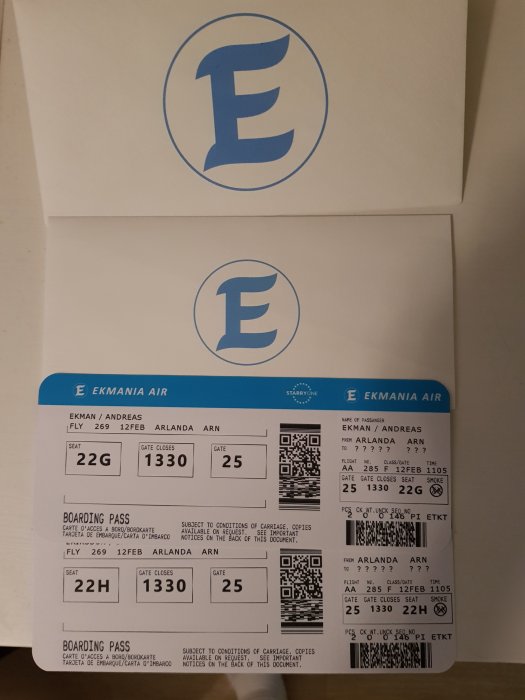 E
E
E EKMANIA AIR
STARRYLINE
E EKMANIA AIR
EKMAN / ANDREAS
FLY 269 12FEB ARLANDA ARN
SEAT
22G
GATE CLOSES
1330
GATE
25
BOARDING PASS
CARTE D'ACCES A BORD/BORDKARTE
TARJETA DE EMBARQUE/CARTA D'IMBARCO
SUBJECT TO CONDITIONS OF CARRIAGE. COPIES
AVAILABLE ON REQUEST. SEE IMPORTANT
NOTICES ON THE BACK OF THIS DOCUMENT.
NAME OF PASSANGER
EKMAN / ANDREAS
FROM ARLANDA ARN
TO ? ? ? ? ? ? ? ?
FLIGHT NO. CLASS/DATE TIME
AA 285 F 12FEB 1105
GATE GATE CLOSES SEAT SMOKE
25 1330 22G
PCS CK.WT.UNCK SEQ.NO
2 0 0 146 PI ETKT
FLY 269 12FEB ARLANDA ARN
SEAT
22H
GATE CLOSES
1330
GATE
25
BOARDING PASS
CARTE D'ACCES A BORD/BORDKARTE
TARJETA DE EMBARQUE/CARTA D'IMBARCO
SUBJECT TO CONDITIONS OF CARRIAGE. COPIES
AVAILABLE ON REQUEST. SEE IMPORTANT
NOTICES ON THE BACK OF THIS DOCUMENT.
FROM ARLANDA ARN
TO ? ? ? ? ? ? ? ?
FLIGHT NO. CLASS/DATE TIME
AA 285 F 12FEB 1105
GATE GATE CLOSES SEAT SMOKE
25 1330 22H
PCS CK.WT.UNCK SEQ.NO
2 0 0 146 PI ETKT